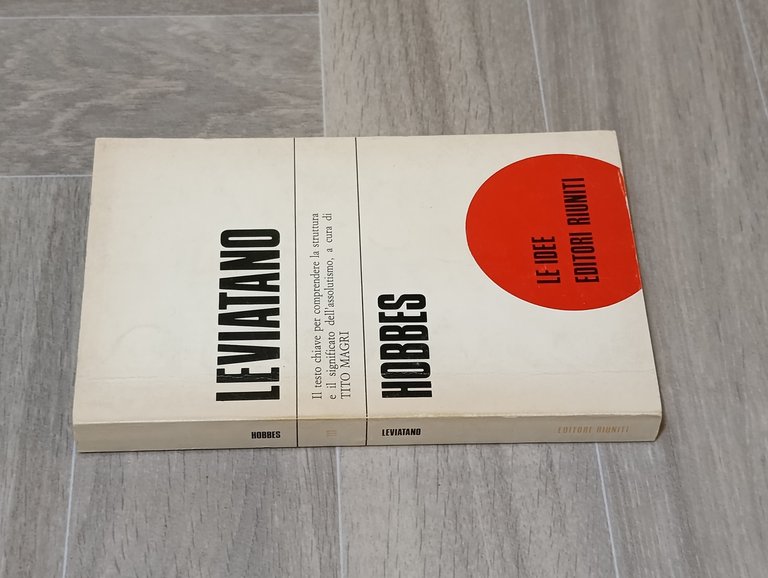 LEVIATANO
Il testo chiave per comprendere la struttura
e il significato dell'assolutismo, a cura di
TITO MAGRI
HOBBES
LE IDEE
EDITORI RIUNITI
HOBBES
LEVIATANO
EDITORI RIUNITI